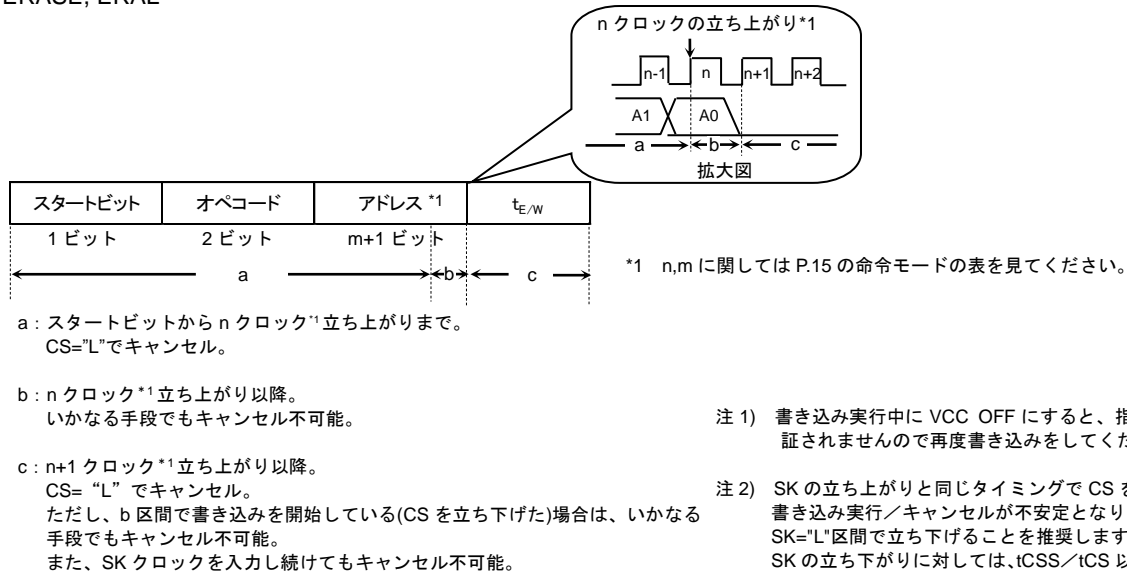 n クロックの立ち上がり*1
n-1 n n+1 n+2
A1 A0
a b c
拡大図
スタートビット オペコード アドレス *1 tE/W
1 ビット 2 ビット m+1 ビット
a b c
*1 n,m に関しては P.15 の命令モードの表を見てください。
a : スタートビットから n クロック*1 立ち上がりまで。
CS="L"でキャンセル。
b : n クロック*1 立ち上がり以降。
いかなる手段でもキャンセル不可能。
c : n+1 クロック*1 立ち上がり以降。
CS= “L” でキャンセル。
ただし、b 区間で書き込みを開始している(CS を立ち下げた)場合は、いかなる
手段でもキャンセル不可能。
また、SK クロックを入力し続けてもキャンセル不可能。
注 1) 書き込み実行中に VCC OFF にすると、指
証されませんので再度書き込みをしてくだ
注 2) SK の立ち上がりと同じタイミングで CS を
書き込み実行/キャンセルが不安定となり
SK="L"区間で立ち下げることを推奨します
SK の立ち下がりに対しては、tCSS/tCS 以